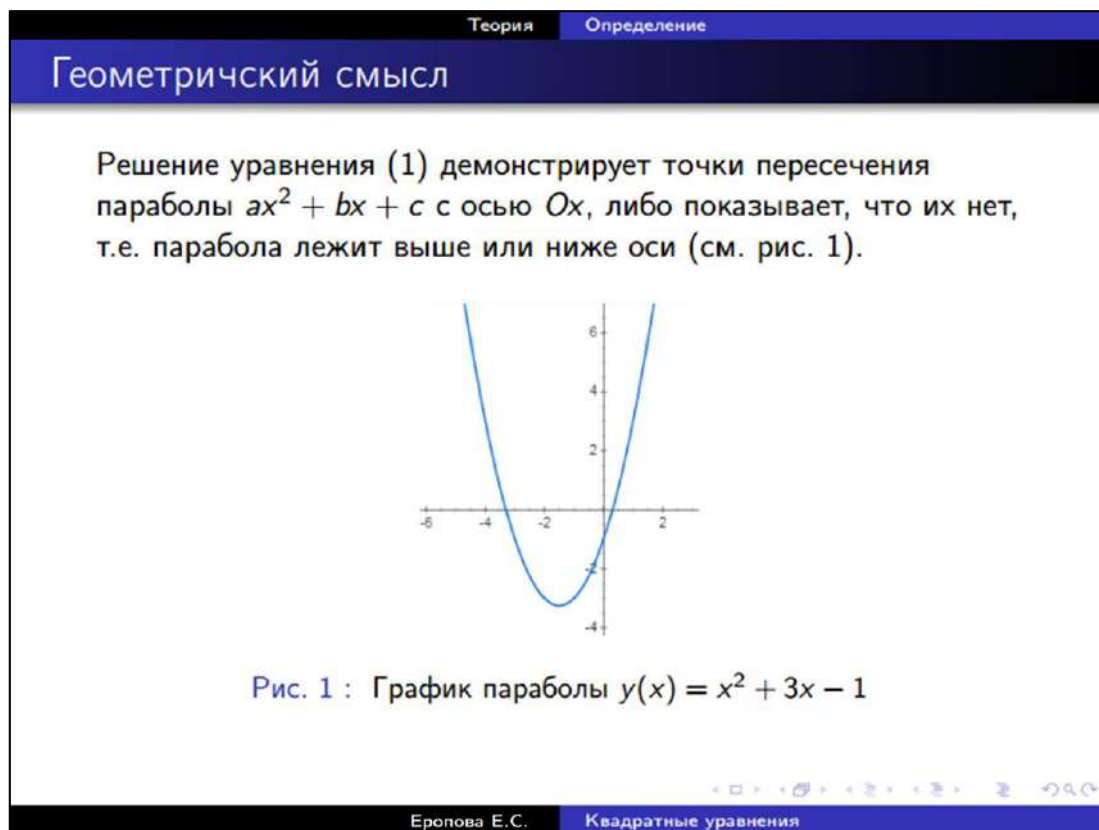 Теория Определение
Геометричский смысл
Решение уравнения (1) демонстрирует точки пересечения
параболы ax² + bx + c с осью Ox, либо показывает, что их нет,
т.е. парабола лежит выше или ниже оси (см. рис. 1).
6
4
2
-6 -4 -2 2
-2
-4
Рис. 1 : График параболы y(x) = x² + 3x − 1
Еропова Е.С. Квадратные уравнения